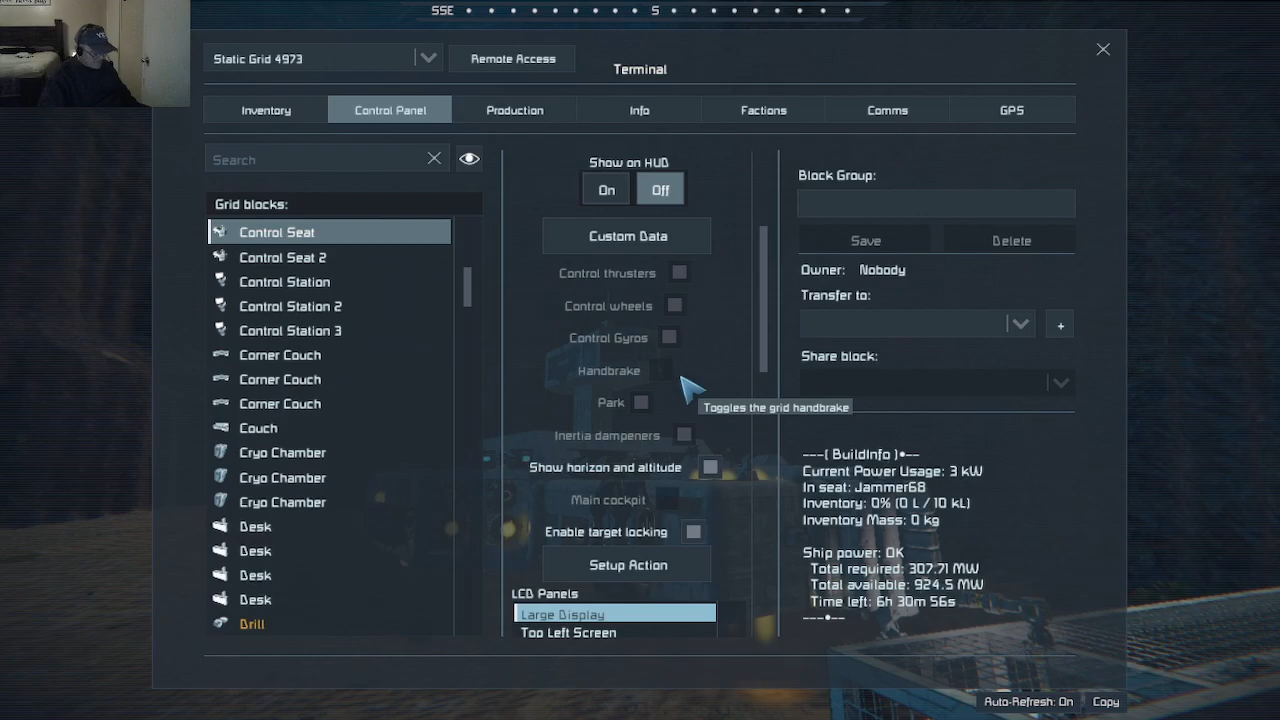 SSE
S
Static Grid 4973
Remote Access
Terminal
Inventory
Control Panel
Production
Info
Factions
Comms
GPS
Search
Grid blocks:
Control Seat
Control Seat 2
Control Station
Control Station 2
Control Station 3
Corner Couch
Corner Couch
Corner Couch
Couch
Cryo Chamber
Cryo Chamber
Cryo Chamber
Desk
Desk
Desk
Desk
Drill
Show on HUD
On
Off
Custom Data
Control thrusters
Control wheels
Control Gyros
Handbrake
Toggles the grid handbrake
Park
Inertia dampeners
Show horizon and altitude
Main cockpit
Enable target locking
Setup Action
LCD Panels
Large Display
Top Left Screen
Block Group:
Save
Delete
Owner: Nobody
Transfer to:
+
Share block:
---( BuildInfo )•--
Current Power Usage: 3 kW
In seat: Jammer68
Inventory: 0% (0 L / 10 kL)
Inventory Mass: 0 kg
Ship power: OK
Total required: 307.71 MW
Total available: 924.5 MW
Time left: 6h 30m 56s
---•--
Auto-Refresh: On
Copy